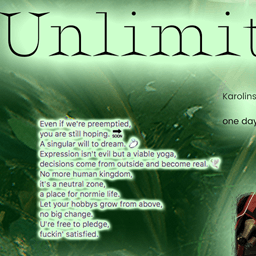 Unlimit
Karolins
one day
Even if we're preemptied,
you are still hoping. SOON
A singular will to dream.
Expression isn't evil but a viable yoga,
decisions come from outside and become real.
No more human kingdom,
it's a neutral zone,
a place for normie life.
Let your hobbys grow from above,
no big change.
U're free to pledge,
fuckin' satisfied.